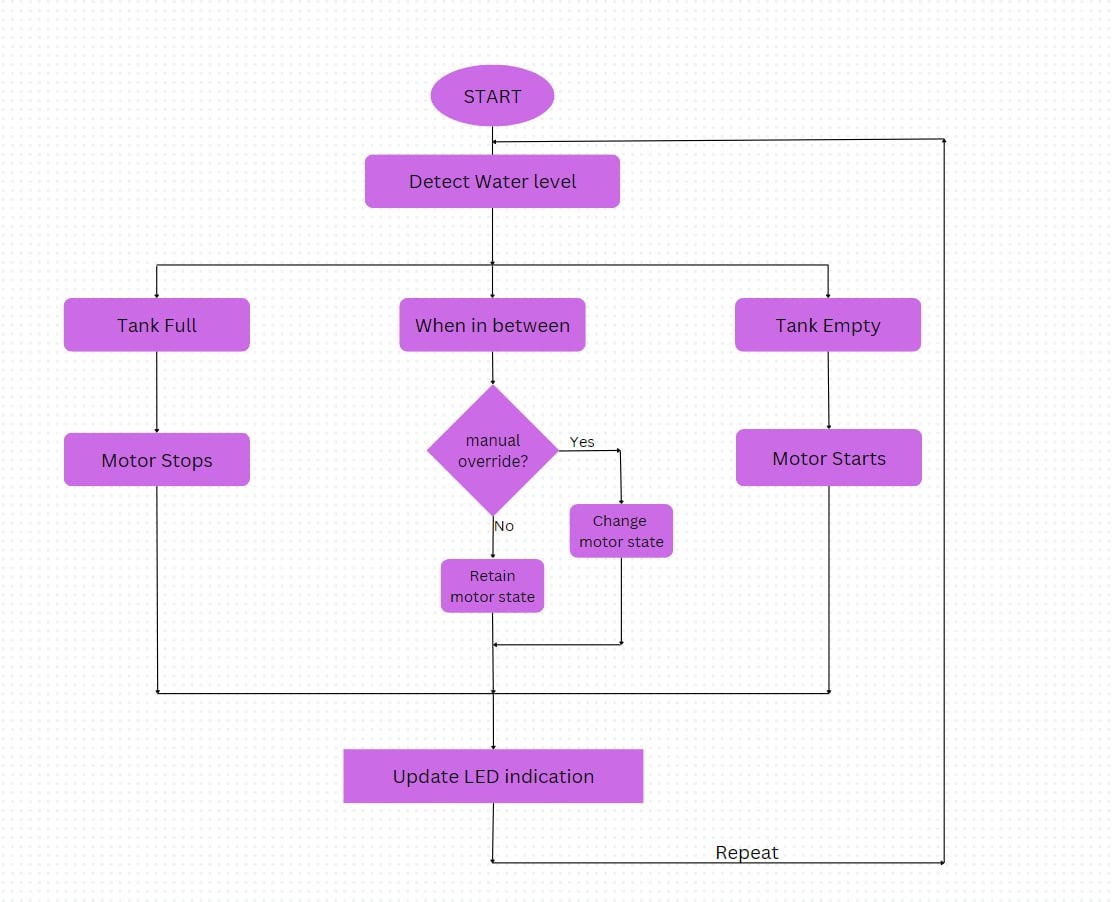 START
Detect Water level
Tank Full
When in between
Tank Empty
manual
override?
Yes
Motor Stops
Motor Starts
No
Change
motor state
Retain
motor state
Update LED indication
Repeat